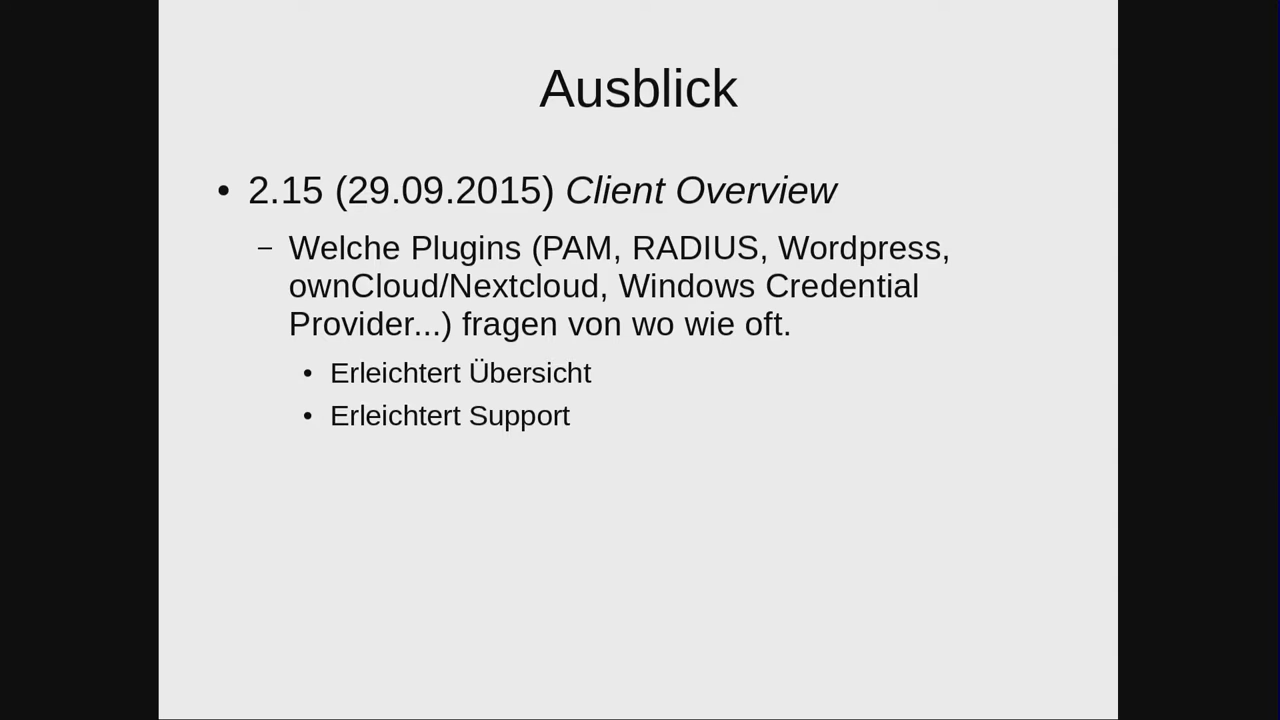 Ausblick
• 2.15 (29.09.2015) Client Overview
– Welche Plugins (PAM, RADIUS, Wordpress,
ownCloud/Nextcloud, Windows Credential
Provider...) fragen von wo wie oft.
• Erleichtert Übersicht
• Erleichtert Support